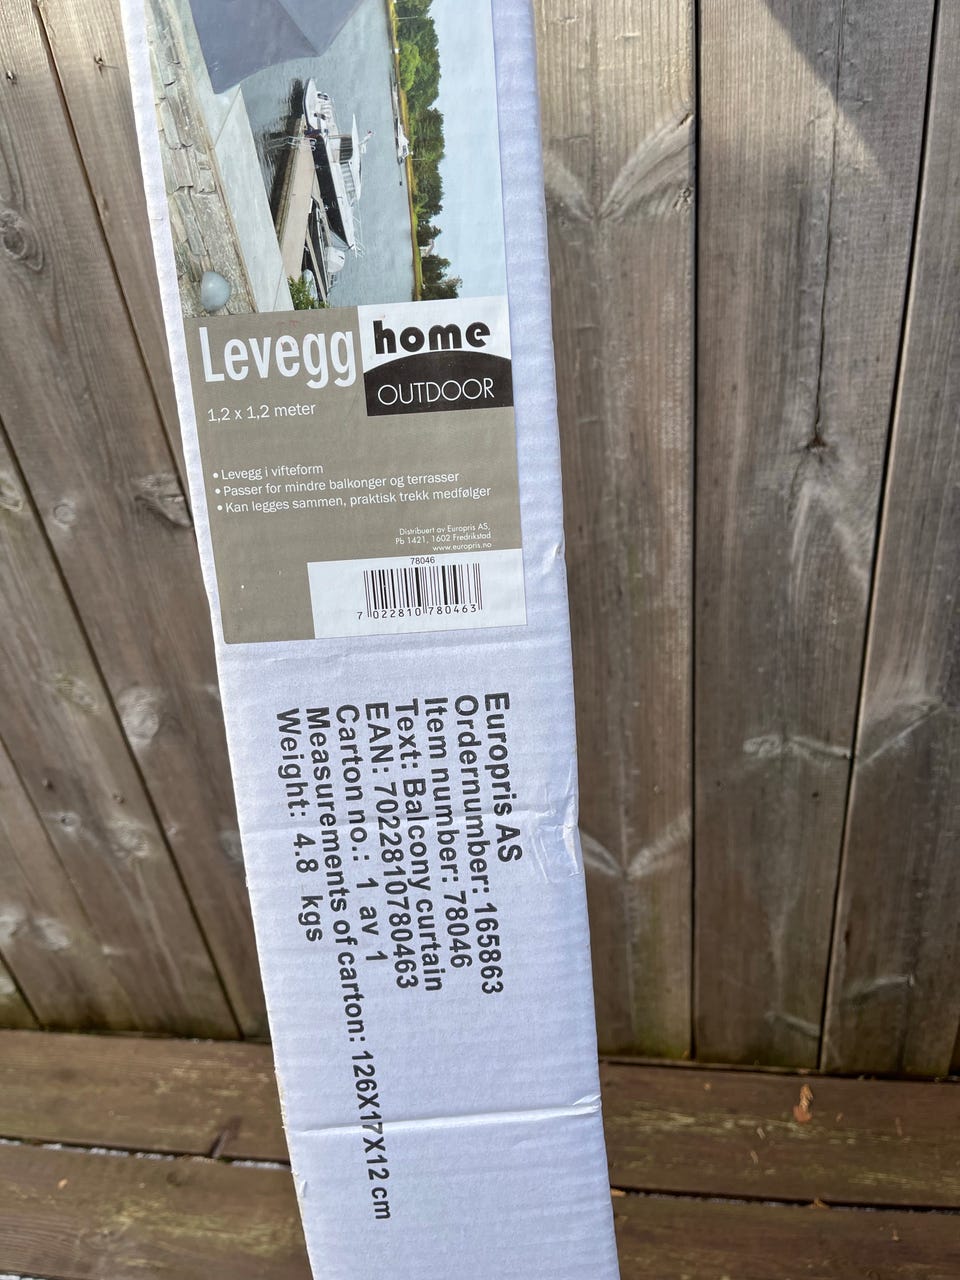 Levegg
home
OUTDOOR
1,2 x 1,2 meter
• Levegg i vifteform
• Passer for mindre balkonger og terrasser
• Kan legges sammen, praktisk trekk medfølger
Distribuert av Europris AS,
Pb 1421, 1602 Fredrikstad
www.europris.no
78046
7 022810 780463
Europris AS
Ordernumber: 165863
Item number: 78046
Text: Balcony curtain
EAN: 7022810780463
Carton no.: 1 av 1
Measurements of carton: 126X17X12 cm
Weight: 4.8 kgs